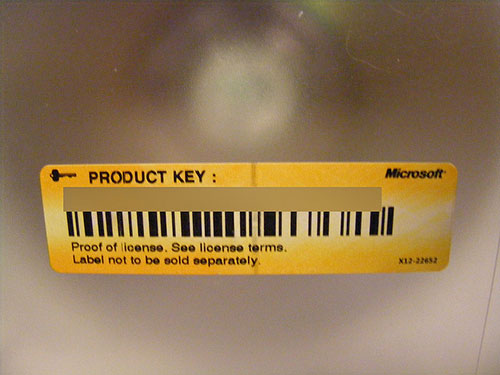 PRODUCT KEY :
Microsoft
Proof of license. See license terms.
Label not to be sold separately.
X12-22652